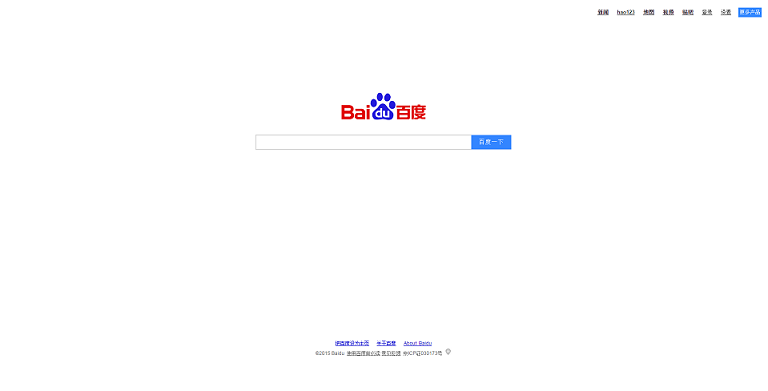 新闻 hao123 地图 视频 贴吧 登录 设置 更多产品
Bai du 百度
百度一下
把百度设为主页 关于百度 About Baidu
©2015 Baidu 使用百度前必读 意见反馈 京ICP证030173号